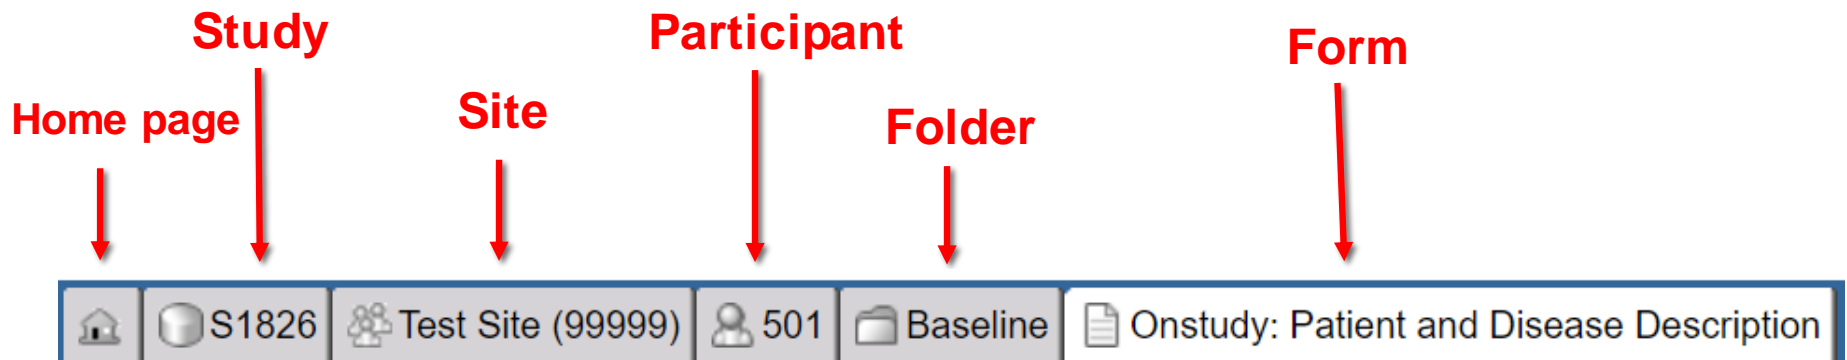 Study
Participant
Form
Home page
Site
Folder
S1826
Test Site (99999)
501
Baseline
Onstudy: Patient and Disease Description